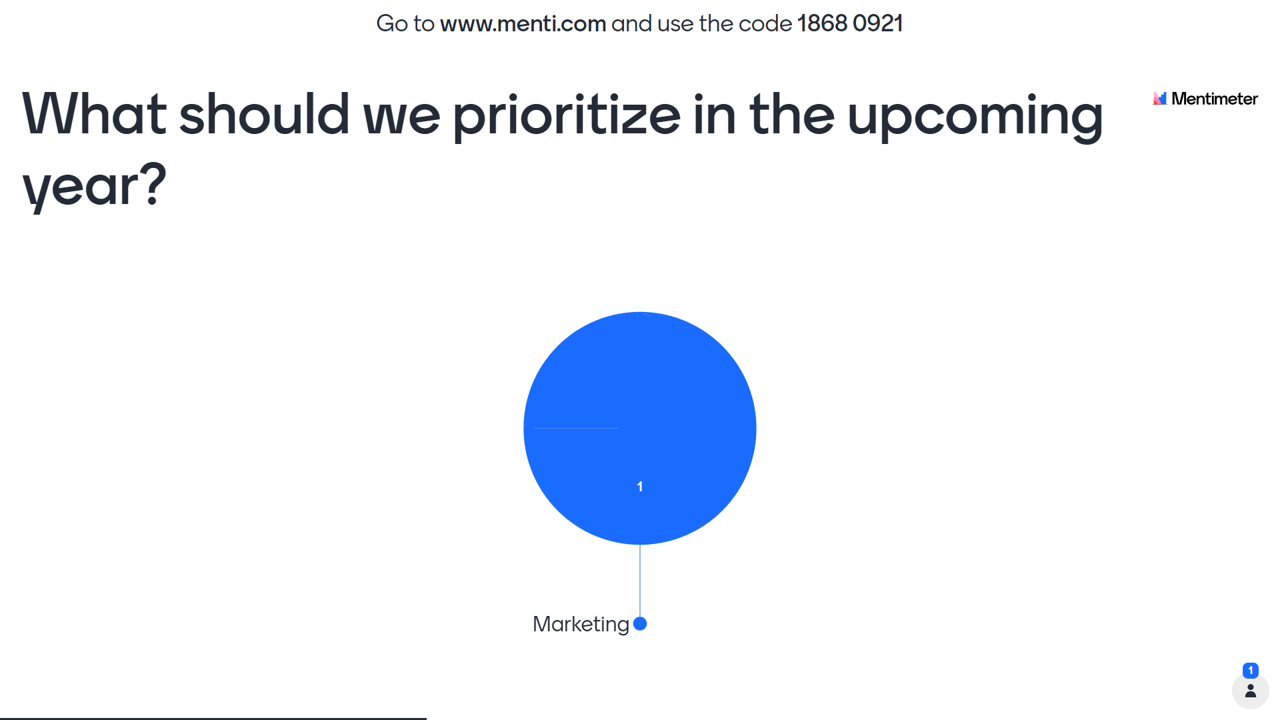 Go to www.menti.com and use the code 1868 0921
What should we prioritize in the upcoming
year?
Mentimeter
1
Marketing
1